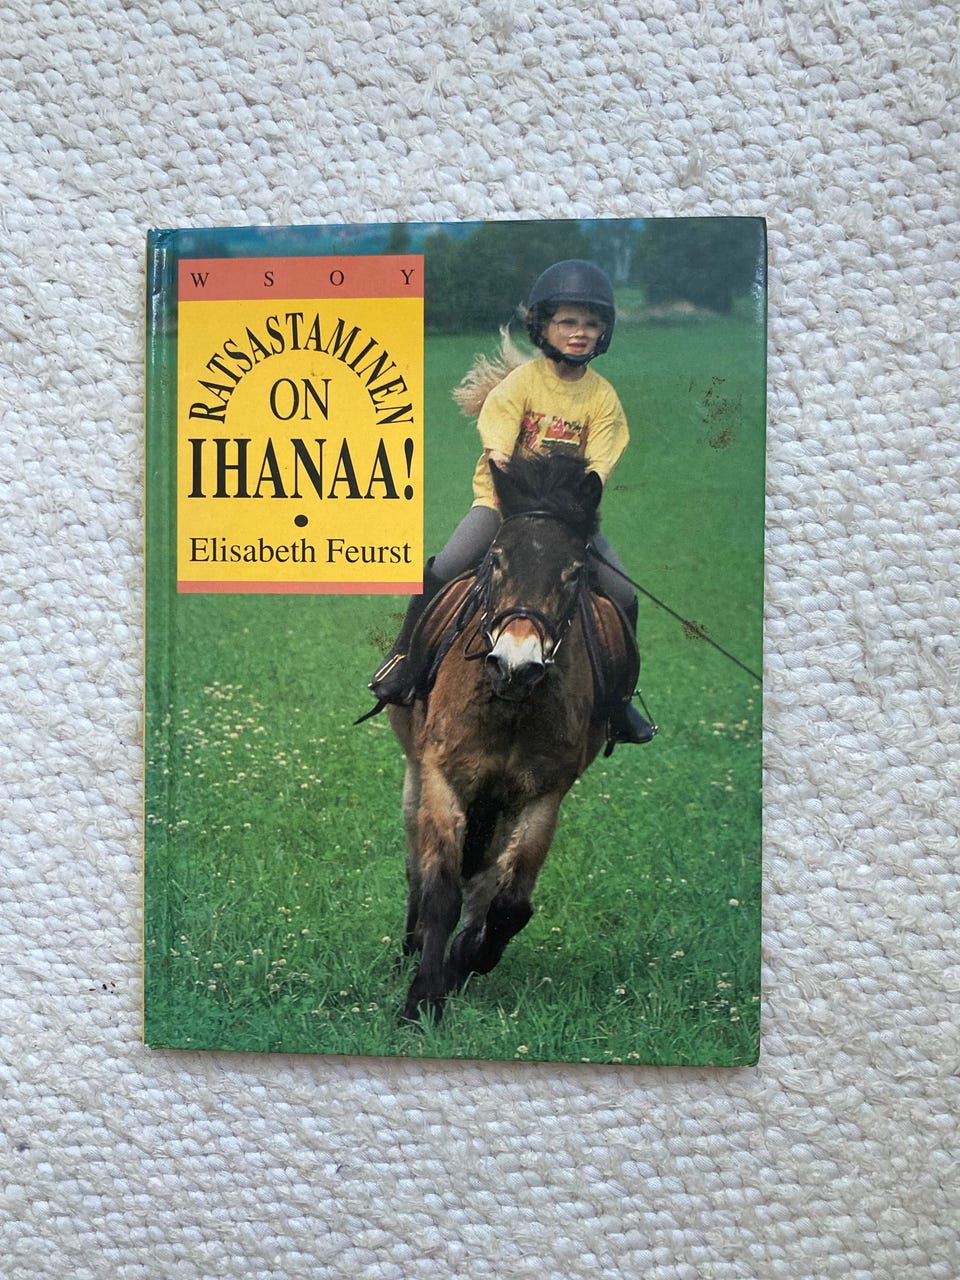 W S O Y
RATSASTAMINEN
ON
IHANAA!
•
Elisabeth Feurst